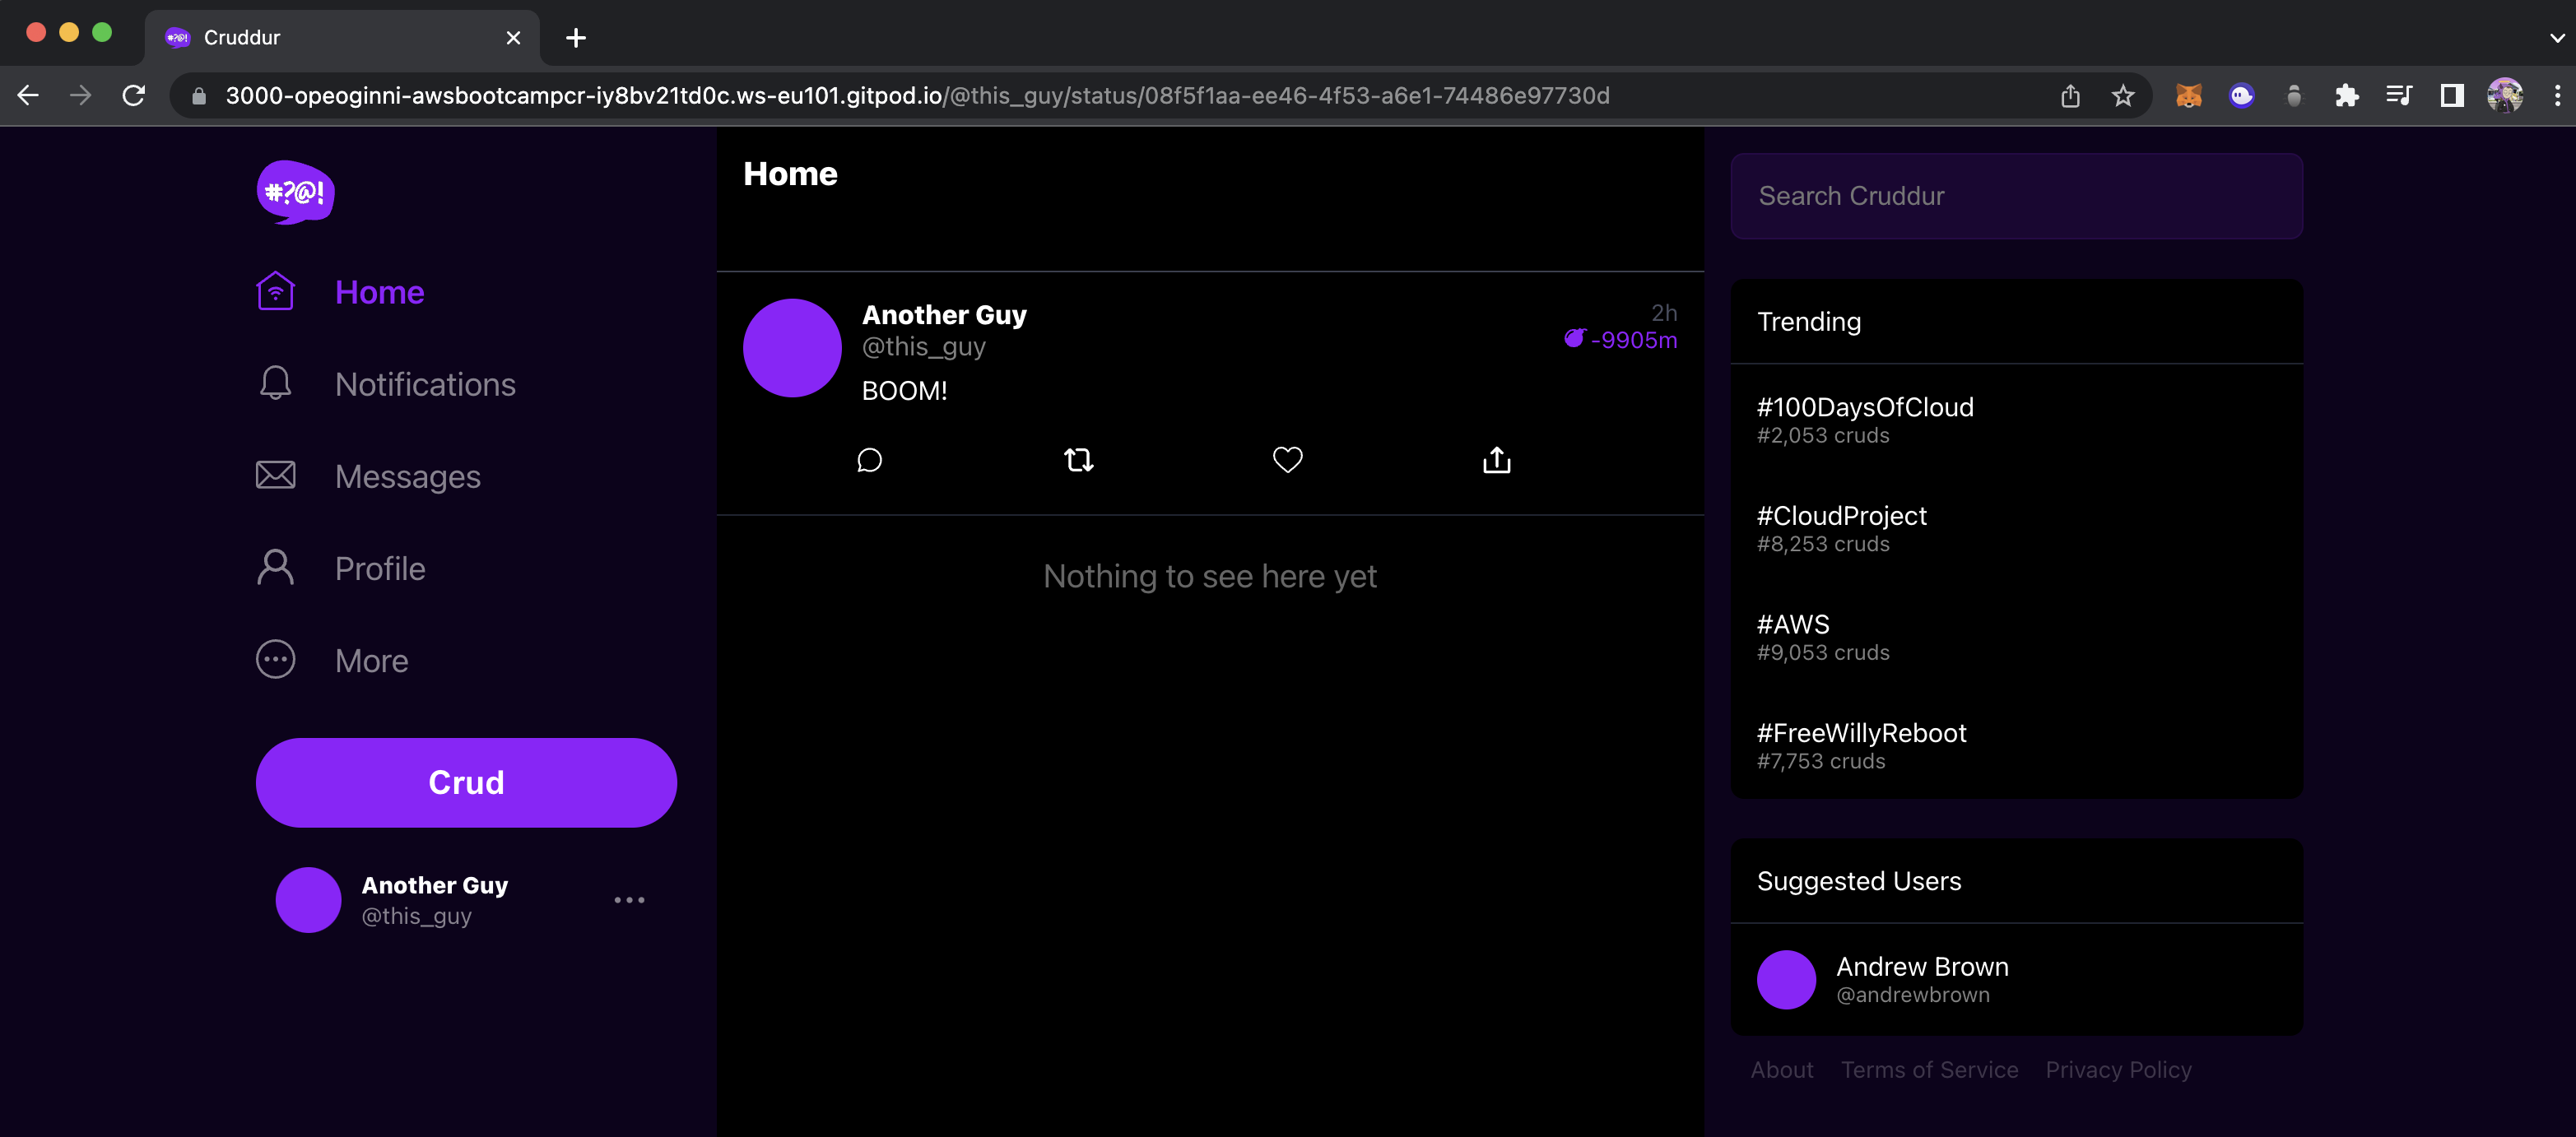 Cruddur
3000-opeoginni-awsbootcampcr-iy8bv21td0c.ws-eu101.gitpod.io/@this_guy/status/08f5f1aa-ee46-4f53-a6e1-74486e97730d
#?@!
Home
Notifications
Messages
Profile
More
Crud
Another Guy
@this_guy
Home
Another Guy
2h
@this_guy
-9905m
BOOM!
Nothing to see here yet
Search Cruddur
Trending
#100DaysOfCloud
#2,053 cruds
#CloudProject
#8,253 cruds
#AWS
#9,053 cruds
#FreeWillyReboot
#7,753 cruds
Suggested Users
Andrew Brown
@andrewbrown
About Terms of Service Privacy Policy